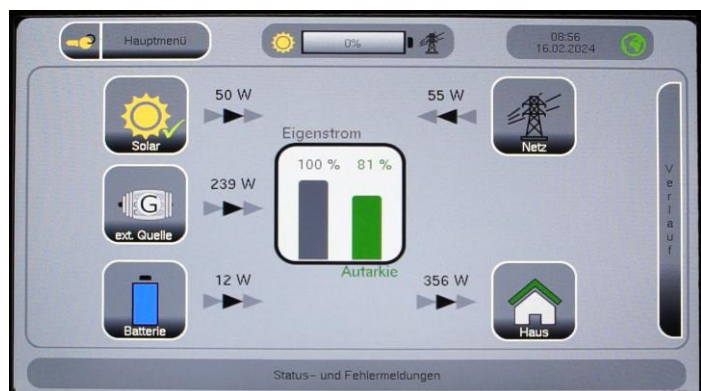 Hauptmenü
0%
08:56
16.02.2024
50 W
55 W
Solar
Eigenstrom
Netz
100 % 81 %
239 W
G
ext. Quelle
Verlauf
Autarkie
12 W
356 W
Batterie
Haus
Status- und Fehlermeldungen